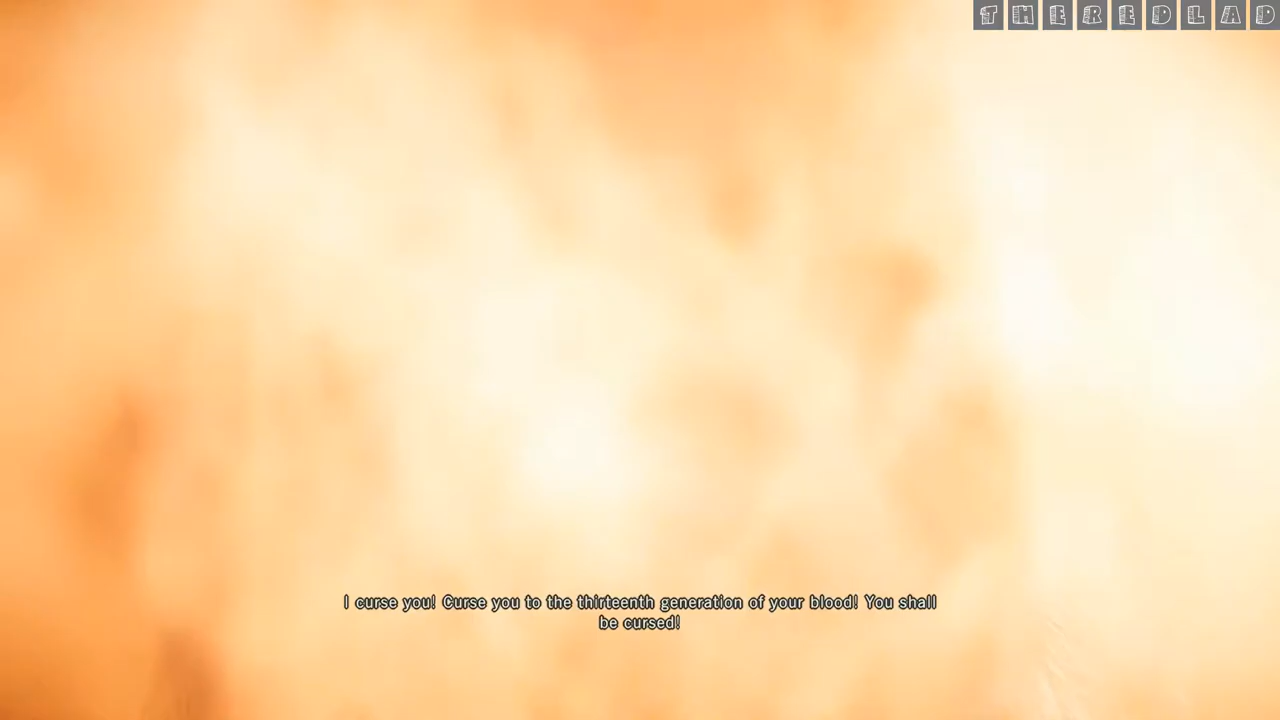 THEREDLAD
I curse you! Curse you to the thirteenth generation of your blood! You shall
be cursed!